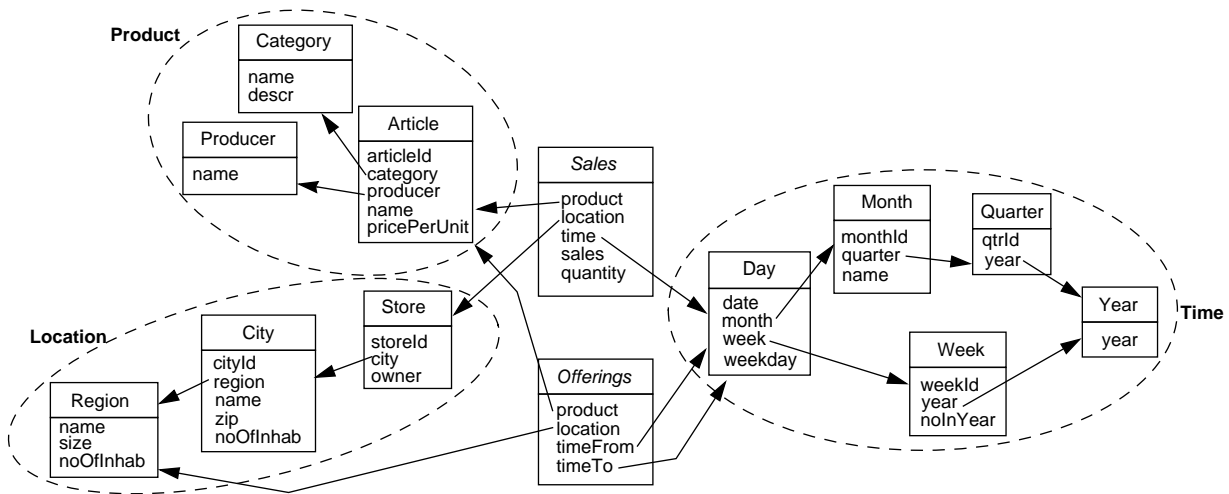 Product
Category
name
descr
Producer
name
Article
articleId
category
producer
name
pricePerUnit
Sales
product
location
time
sales
quantity
Location
Region
name
size
noOfInhab
City
cityId
region
name
zip
noOfInhab
Store
storeId
city
owner
Offerings
product
location
timeFrom
timeTo
Day
date
month
week
weekday
Month
monthId
quarter
name
Quarter
qtrId
year
Week
weekId
year
noInYear
Year
year
Time